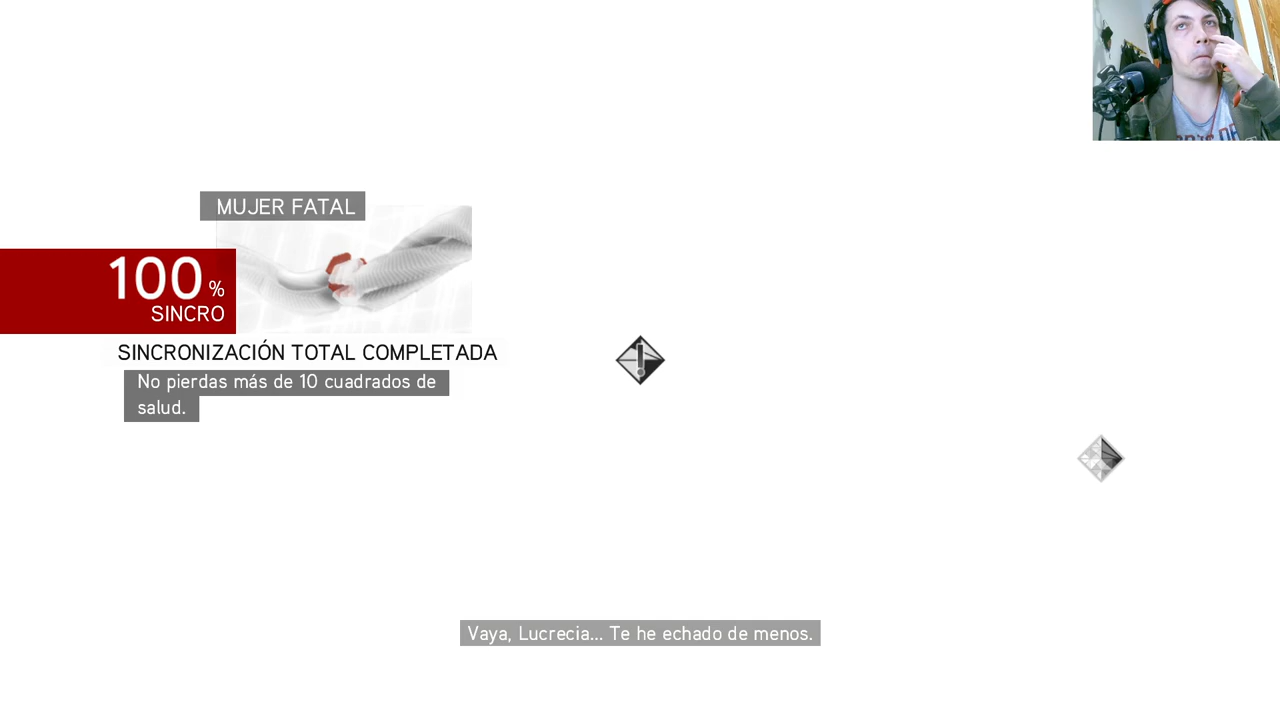 MUJER FATAL
100 %
SINCRO
SINCRONIZACIÓN TOTAL COMPLETADA
No pierdas más de 10 cuadrados de
salud.
Vaya, Lucrecia... Te he echado de menos.